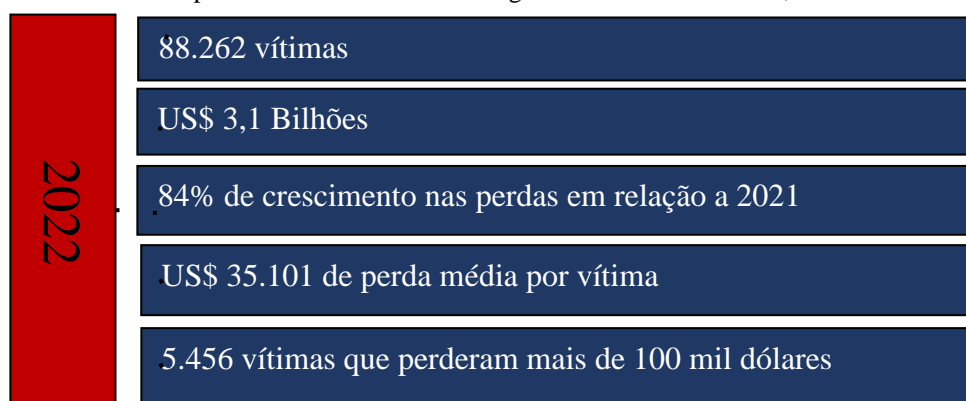 2022
88.262 vítimas
US$ 3,1 Bilhões
84% de crescimento nas perdas em relação a 2021
US$ 35.101 de perda média por vítima
5.456 vítimas que perderam mais de 100 mil dólares